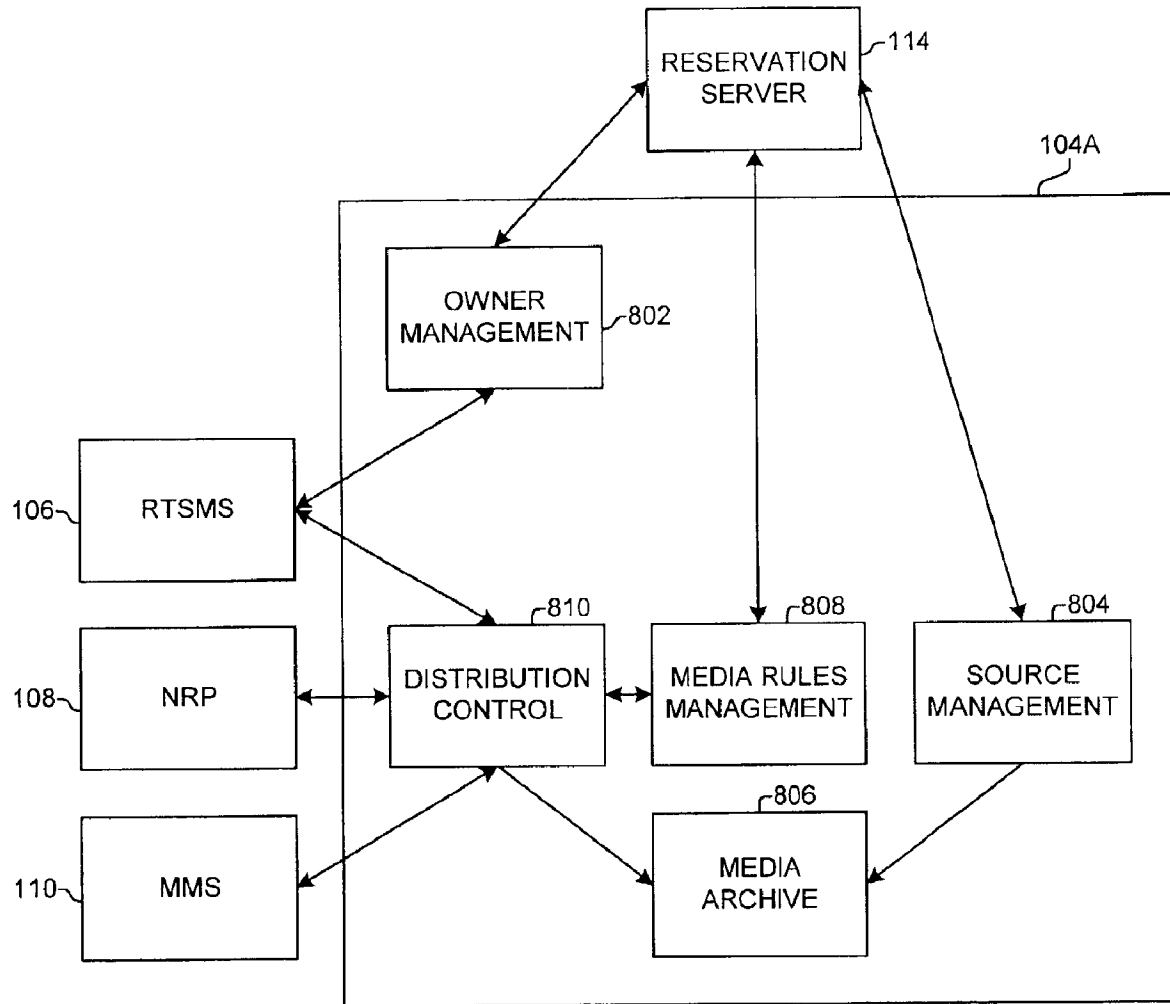 RESERVATION
SERVER
114
104A
OWNER
MANAGEMENT
802
106
RTSMS
810
808
804
108
NRP
DISTRIBUTION
CONTROL
MEDIA RULES
MANAGEMENT
SOURCE
MANAGEMENT
806
110
MMS
MEDIA
ARCHIVE